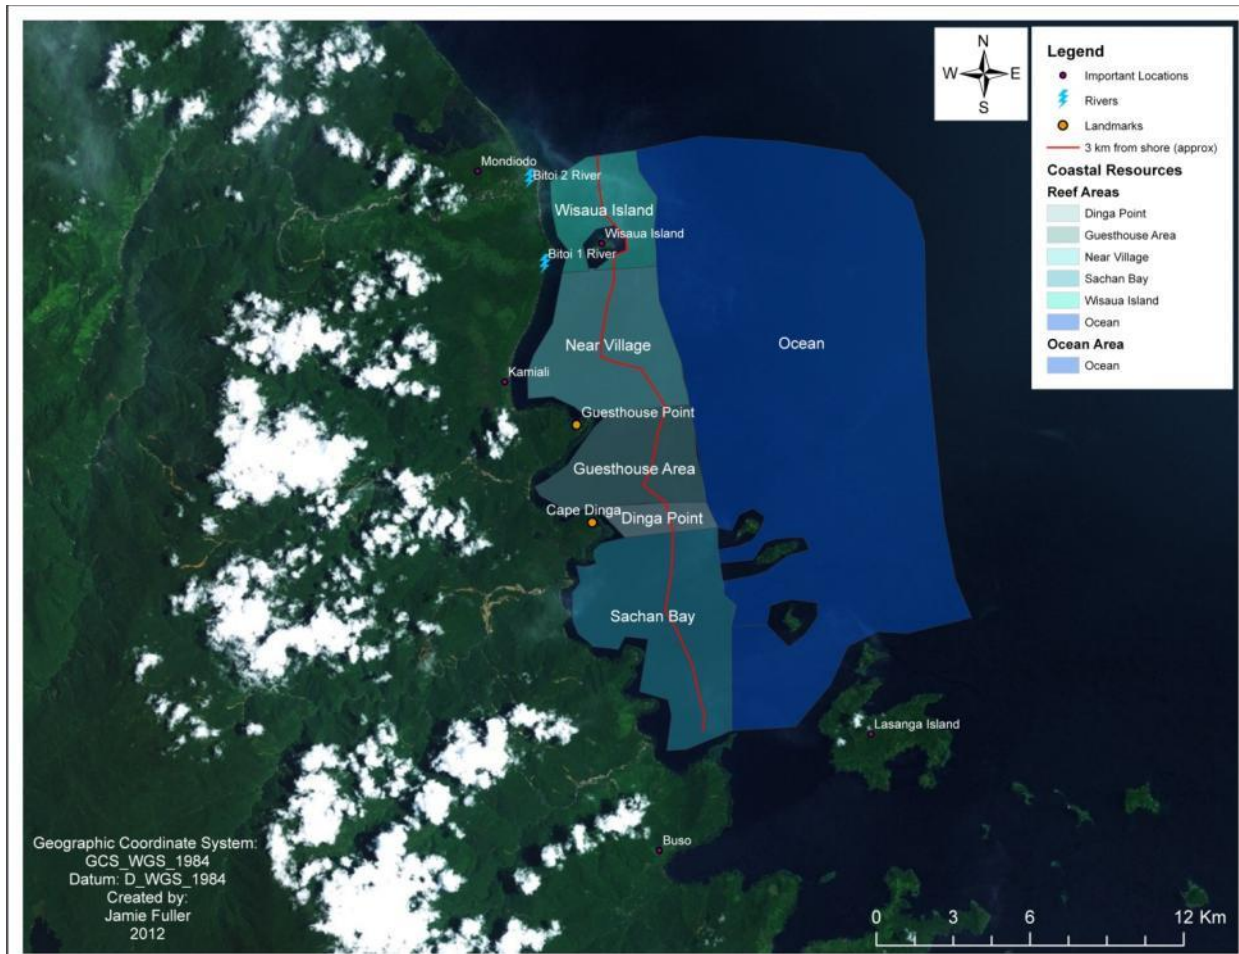 N
W E
S
Legend
Important Locations
Rivers
Landmarks
3 km from shore (approx)
Coastal Resources
Reef Areas
Dinga Point
Guesthouse Area
Near Village
Sachan Bay
Wisaua Island
Ocean
Ocean Area
Ocean
Mondiodo
Bitoi 2 River
Wisaua Island
Wisaua Island
Bitoi 1 River
Near Village
Ocean
Kamiali
Guesthouse Point
Guesthouse Area
Cape Dinga
Dinga Point
Sachan Bay
Lasanga Island
Buso
Geographic Coordinate System:
GCS_WGS_1984
Datum: D_WGS_1984
Created by:
Jamie Fuller
2012
0 3 6 12 Km